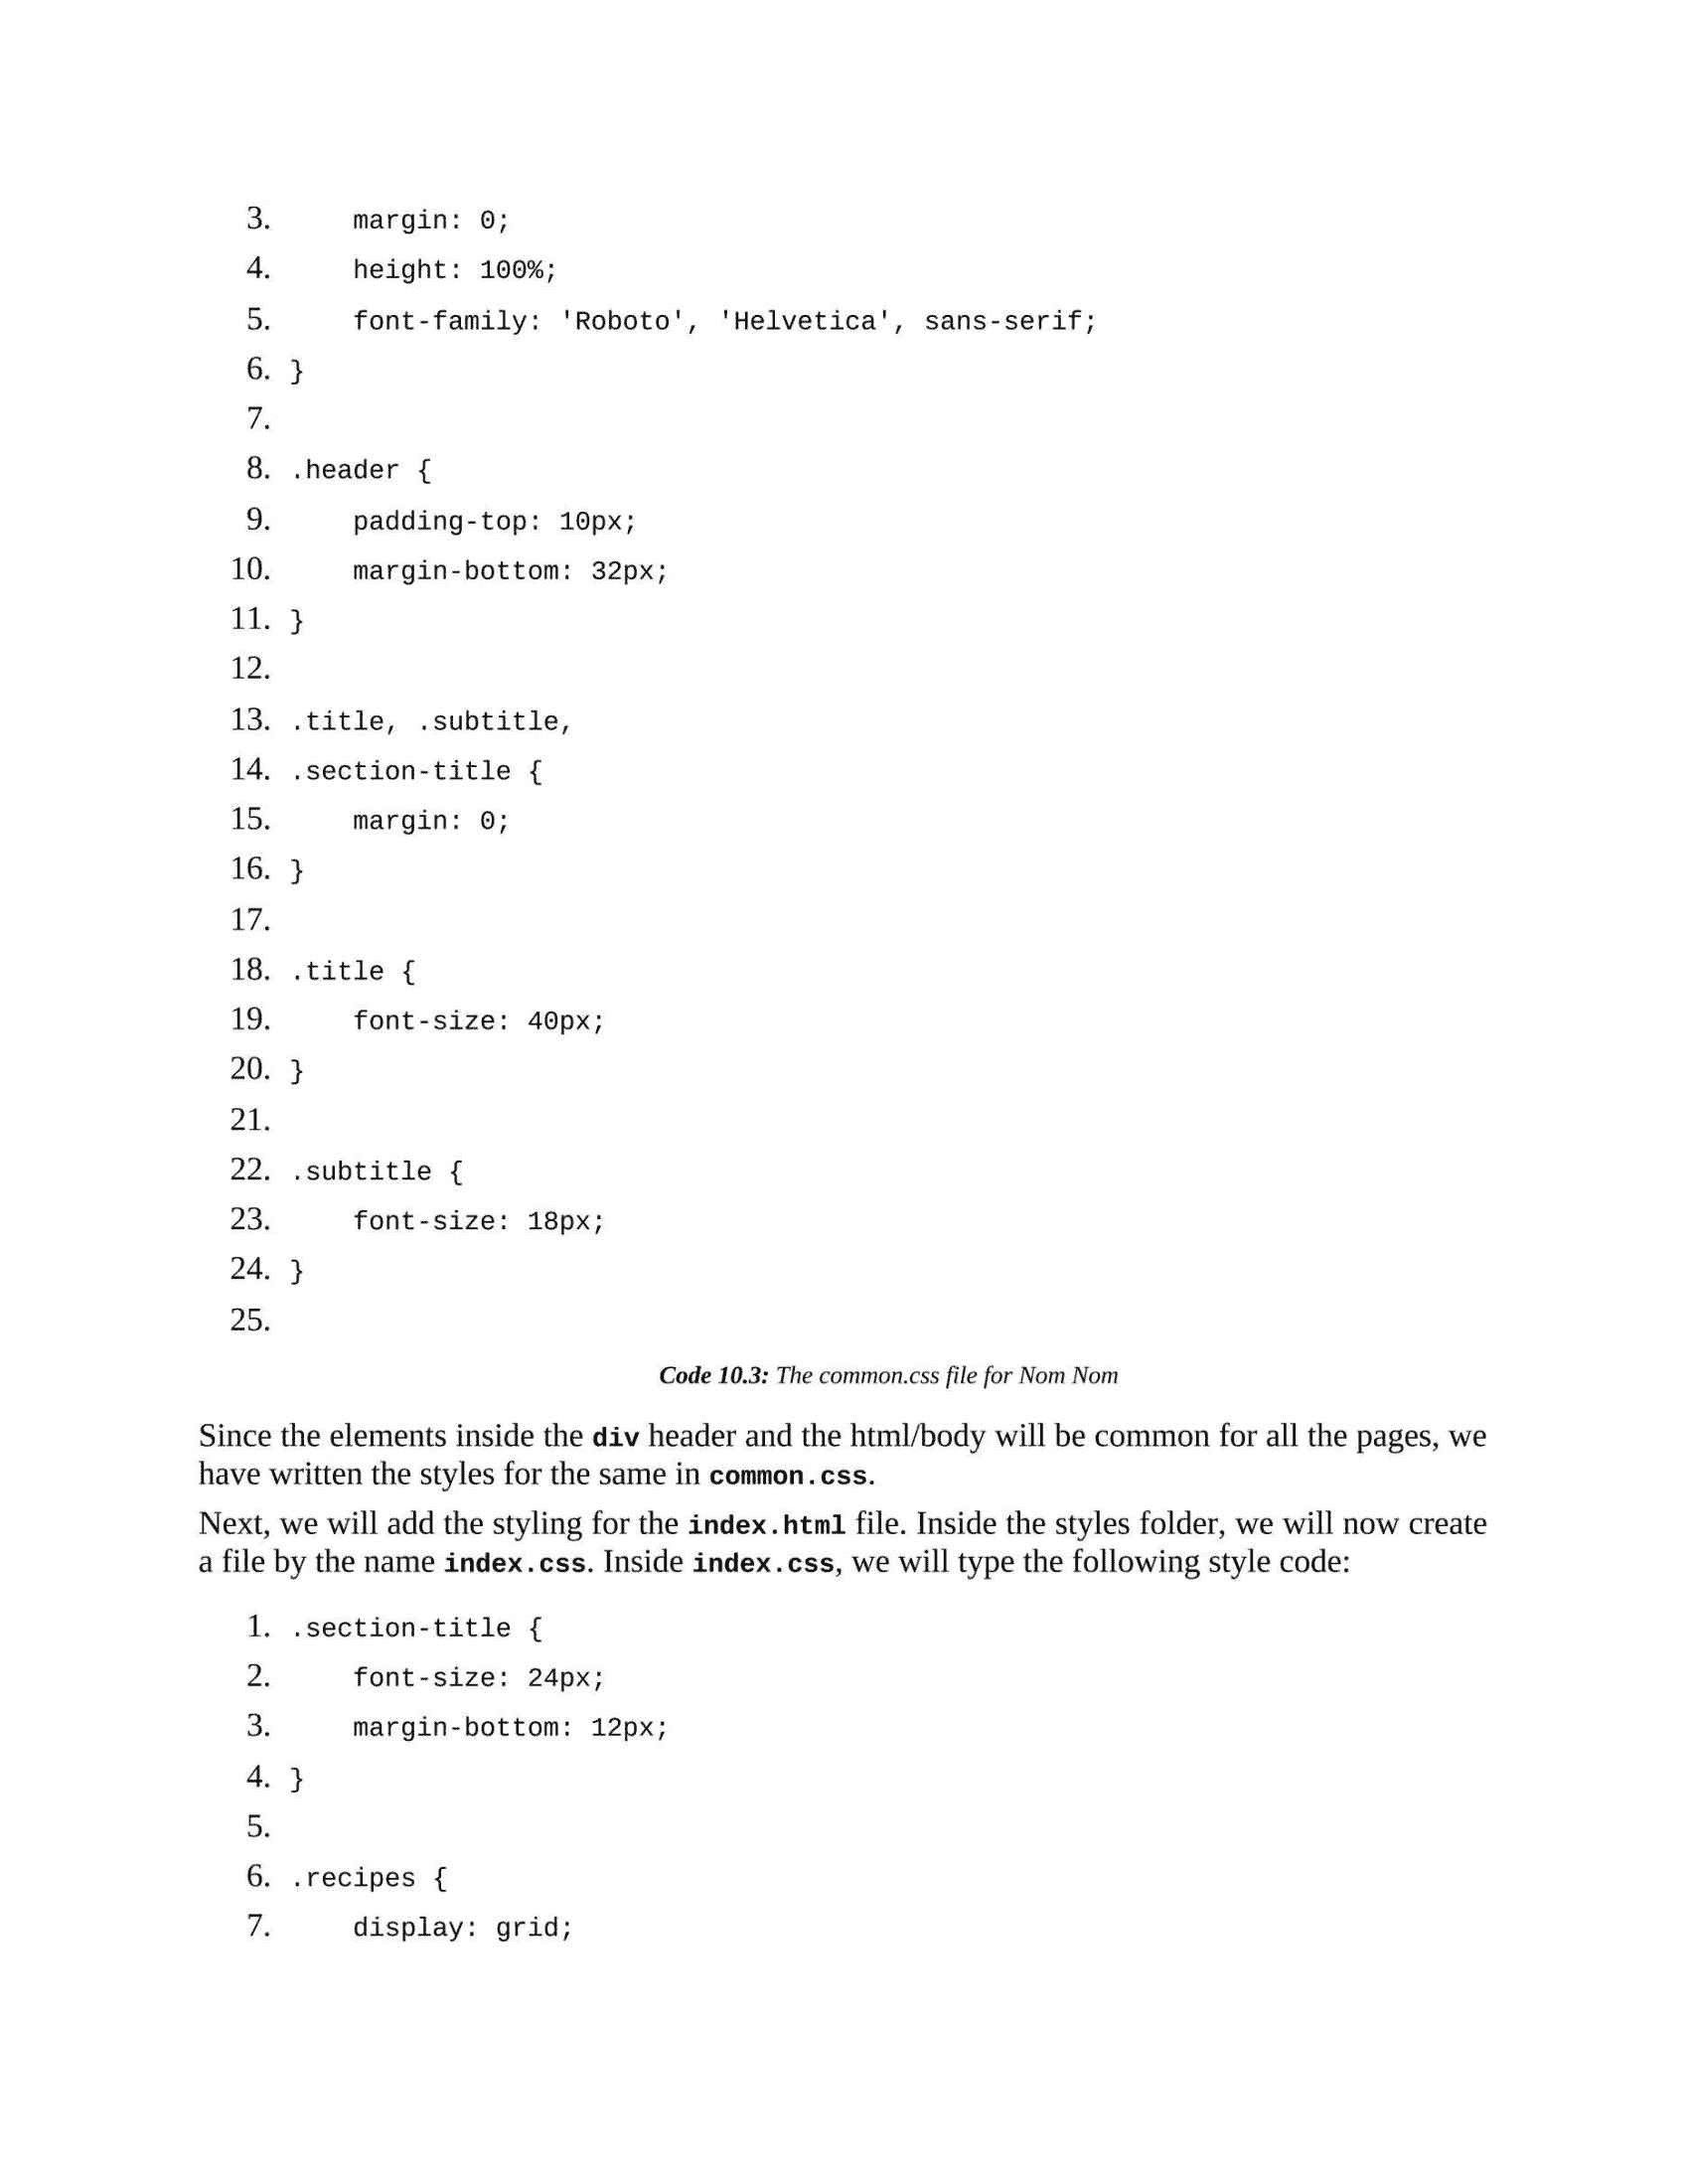 3.     margin: 0;
4.     height: 100%;
5.     font-family: 'Roboto', 'Helvetica', sans-serif;
6. }
7.
8. .header {
9.     padding-top: 10px;
10.     margin-bottom: 32px;
11. }
12.
13. .title, .subtitle,
14. .section-title {
15.     margin: 0;
16. }
17.
18. .title {
19.     font-size: 40px;
20. }
21.
22. .subtitle {
23.     font-size: 18px;
24. }
25.
Code 10.3: The common.css file for Nom Nom
Since the elements inside the div header and the html/body will be common for all the pages, we
have written the styles for the same in common.css.
Next, we will add the styling for the index.html file. Inside the styles folder, we will now create
a file by the name index.css. Inside index.css, we will type the following style code:
1. .section-title {
2.     font-size: 24px;
3.     margin-bottom: 12px;
4. }
5.
6. .recipes {
7.     display: grid;